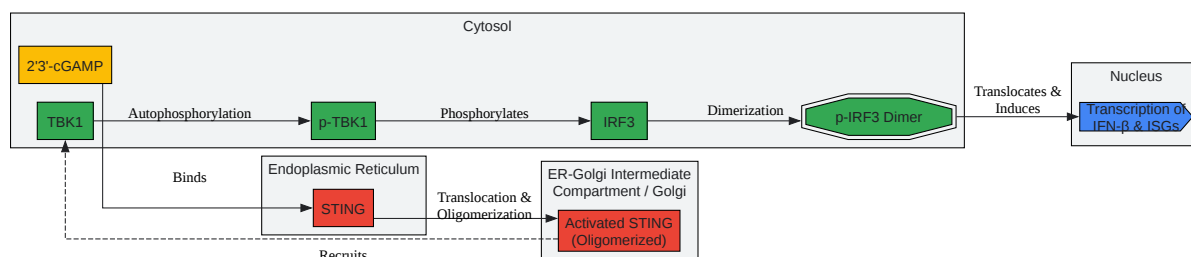 Cytosol
2'3'-cGAMP
TBK1
Autophosphorylation
p-TBK1
Phosphorylates
IRF3
Dimerization
p-IRF3 Dimer
Translocates &
Induces
Nucleus
Transcription of
IFN-β & ISGs
Binds
Endoplasmic Reticulum
STING
Translocation &
Oligomerization
ER-Golgi Intermediate
Compartment / Golgi
Activated STING
(Oligomerized)
Recruits